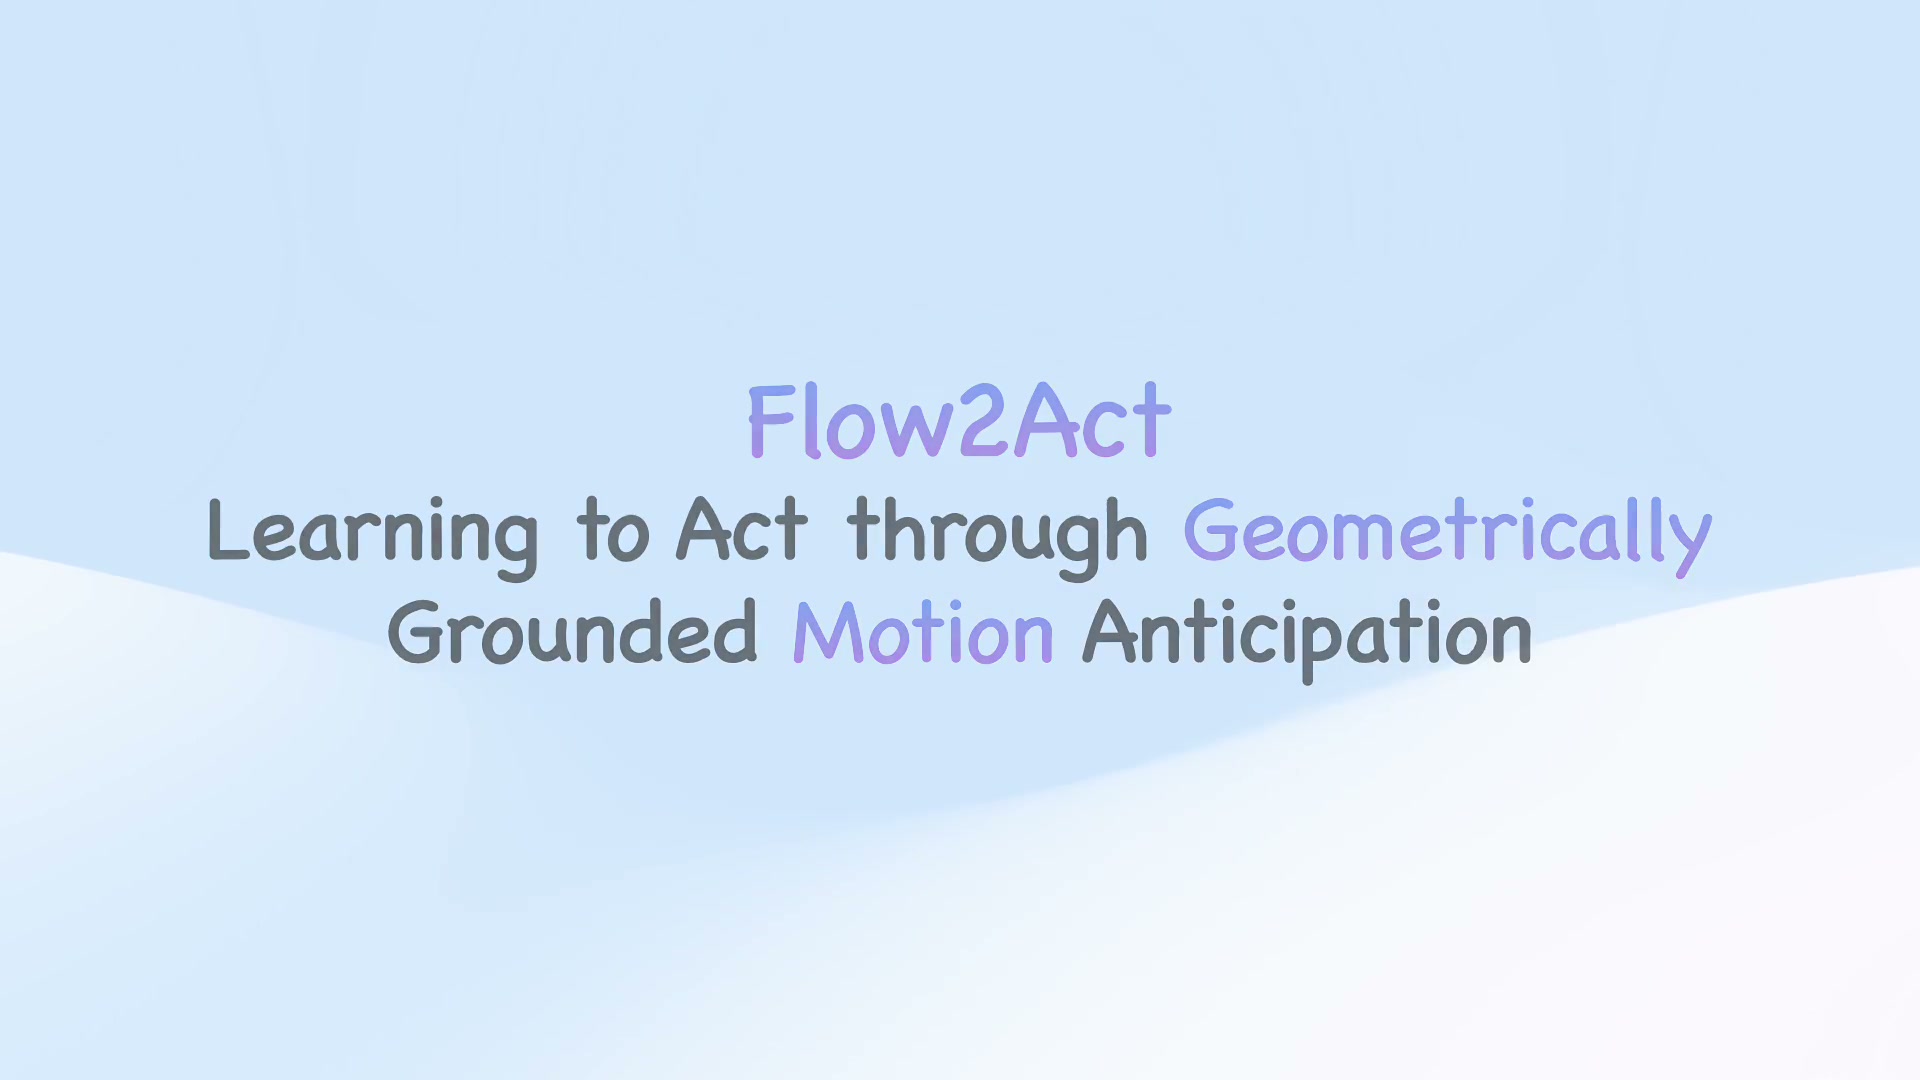 Flow2Act
Learning to Act through Geometrically
Grounded Motion Anticipation